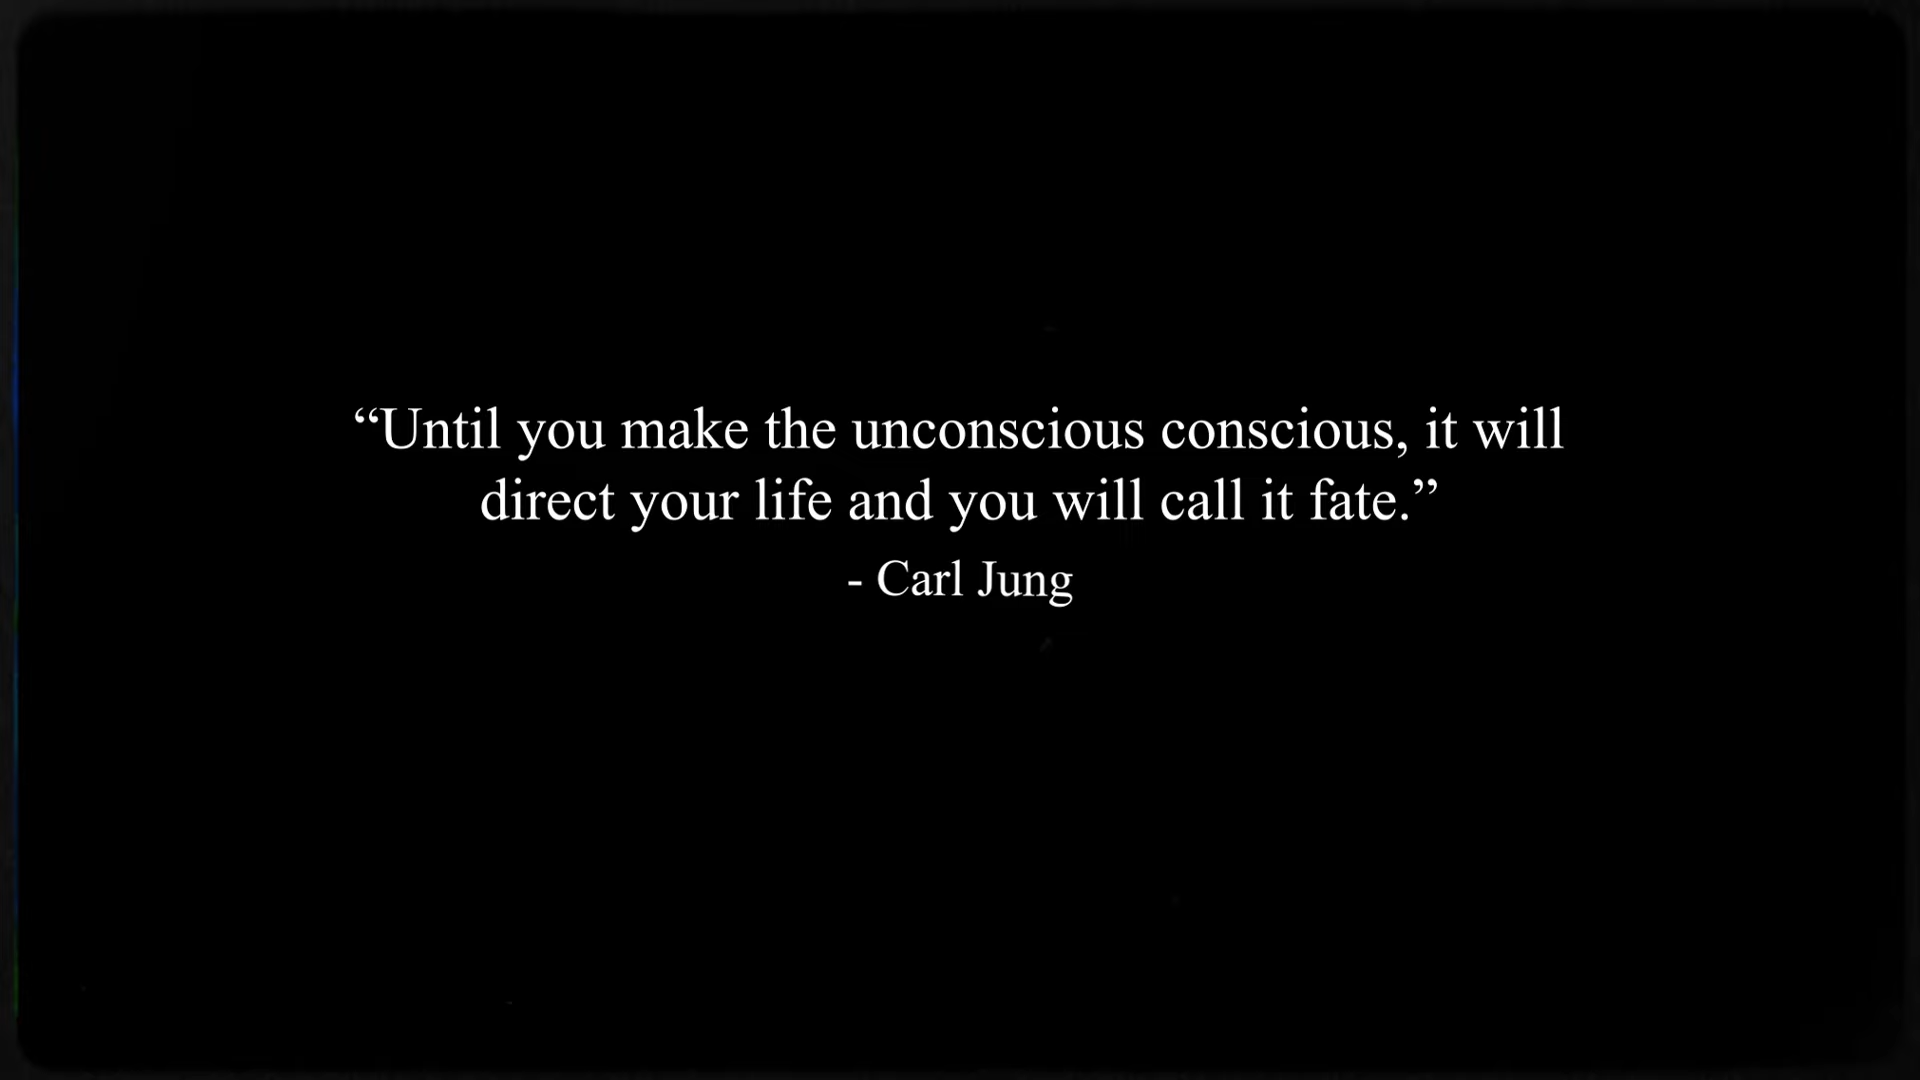 “Until you make the unconscious conscious, it will
direct your life and you will call it fate.”
- Carl Jung